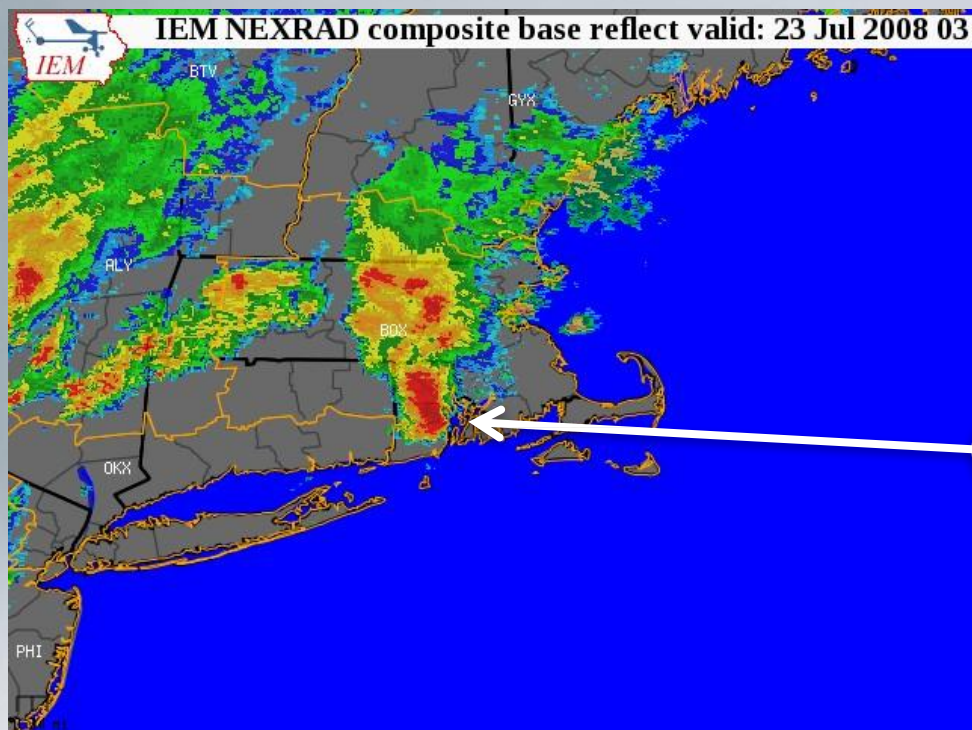 IEM NEXRAD composite base reflect valid: 23 Jul 2008 03
IEM
BTV
GYX
ALY
BOX
OKX
PHI